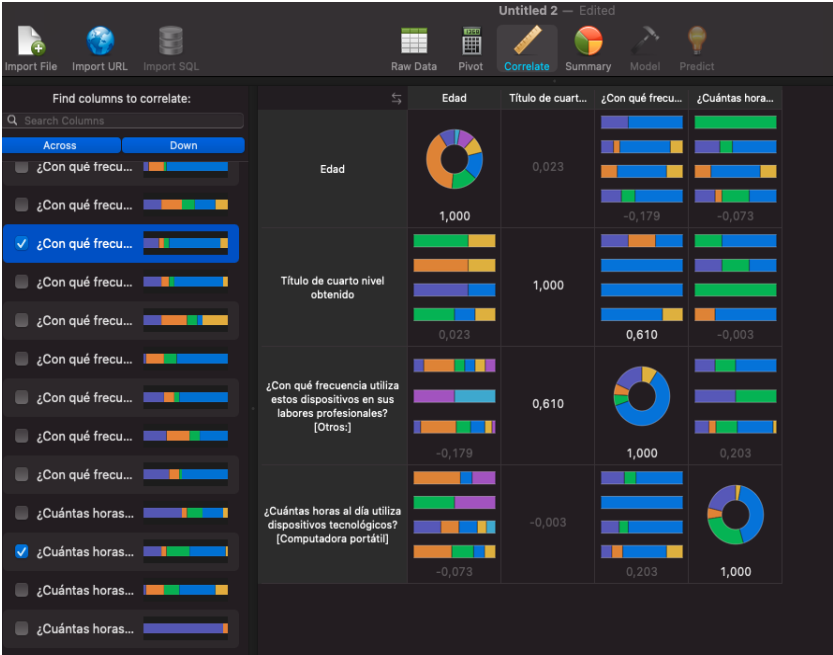 Untitled 2 — Edited
Import File
Import URL
Import SQL
Raw Data
Pivot
Correlate
Summary
Model
Predict
Find columns to correlate:
Search Columns
Across
Down
¿Con qué frecu...
¿Con qué frecu...
¿Con qué frecu...
¿Con qué frecu...
¿Con qué frecu...
¿Con qué frecu...
¿Con qué frecu...
¿Con qué frecu...
¿Con qué frecu...
¿Cuántas horas...
¿Cuántas horas...
¿Cuántas horas...
¿Cuántas horas...
Edad
Título de cuart...
¿Con qué frecu...
¿Cuántas hora...
Edad
1,000
0,023
-0,179
-0,073
Título de cuarto nivel
obtenido
0,023
1,000
0,610
-0,003
¿Con qué frecuencia utiliza
estos dispositivos en sus
labores profesionales?
[Otros:]
-0,179
0,610
1,000
0,203
¿Cuántas horas al día utiliza
dispositivos tecnológicos?
[Computadora portátil]
-0,073
-0,003
0,203
1,000